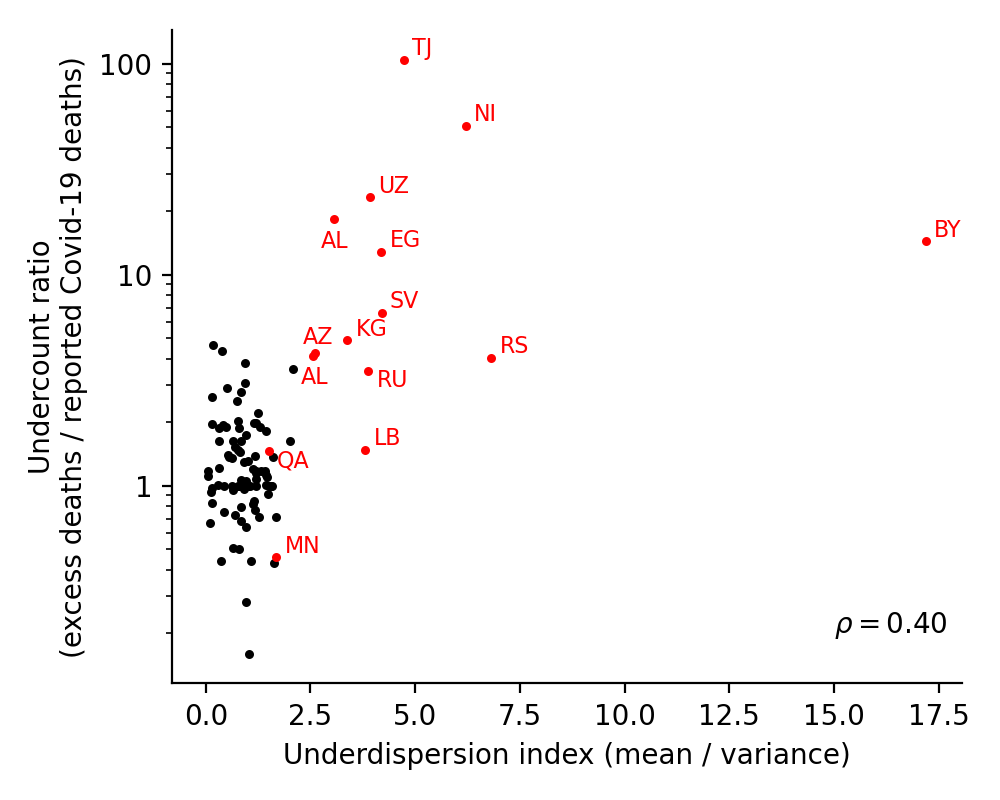 100
10
1
Undercount ratio
(excess deaths / reported Covid-19 deaths)
TJ
NI
UZ
AL
EG
BY
SV
KG
AZ
RS
AL
RU
LB
QA
MN
ρ = 0.40
0.0 2.5 5.0 7.5 10.0 12.5 15.0 17.5
Underdispersion index (mean / variance)